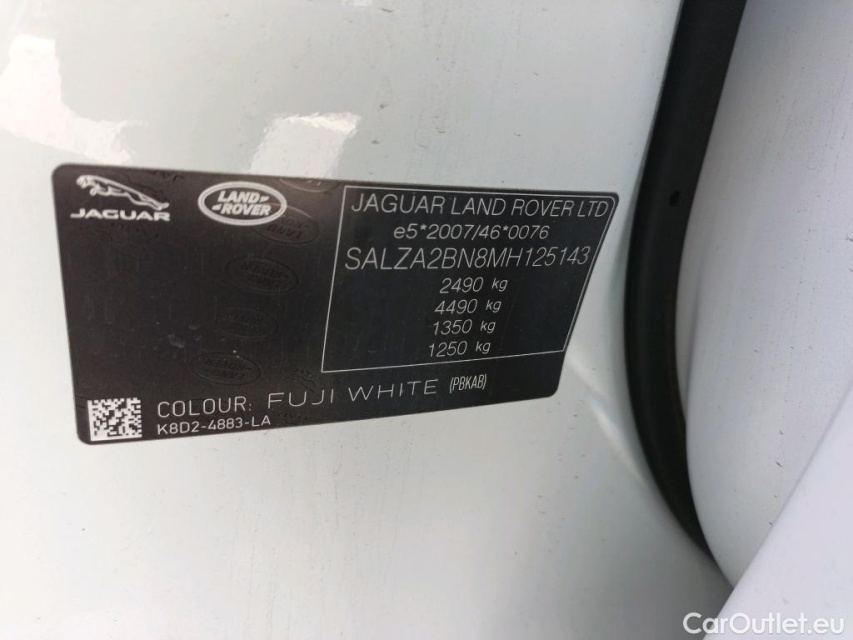 JAGUAR
LAND ROVER
JAGUAR LAND ROVER LTD
e5*2007/46*0076
SALZA2BN8MH125143
2490 kg
4490 kg
1350 kg
1250 kg
COLOUR: FUJI WHITE (PBKAB)
K8D2-4883-LA
CarOutlet.eu